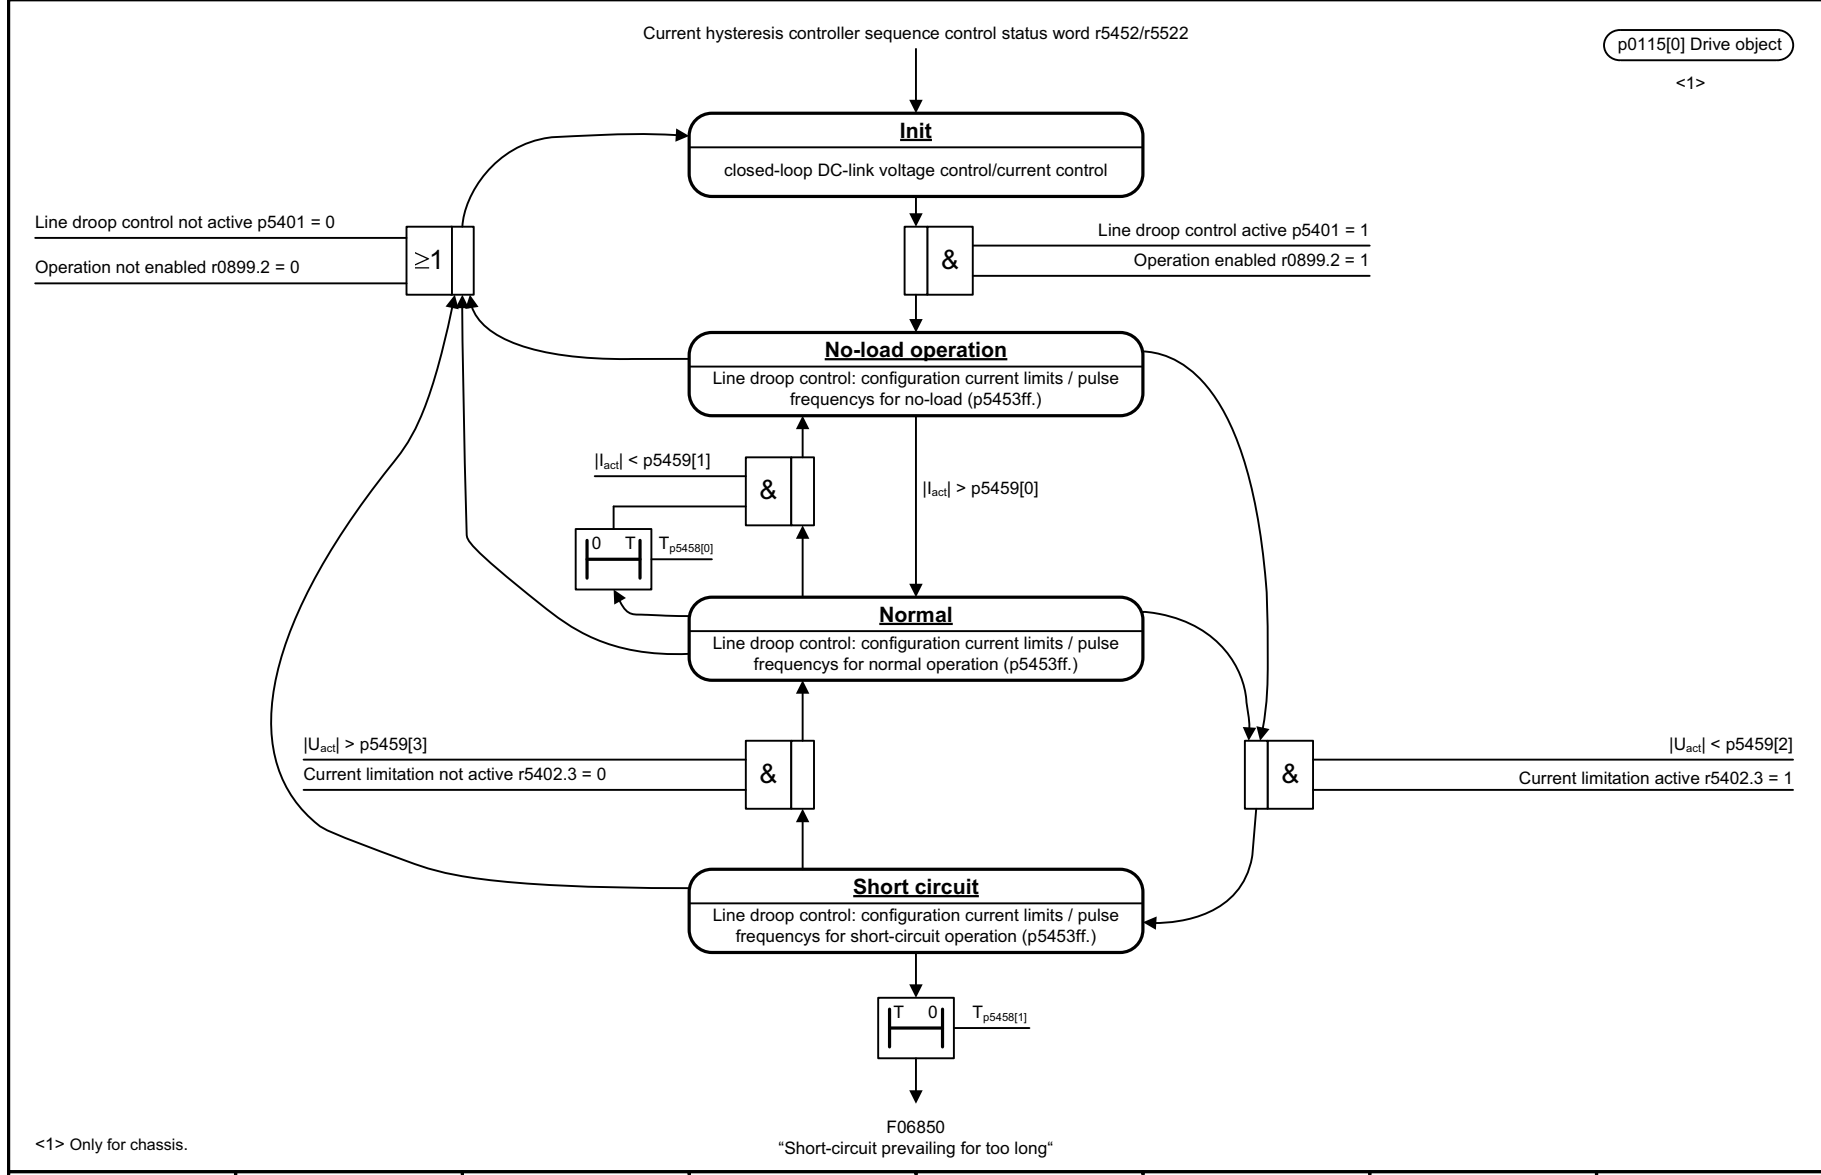 Current hysteresis controller sequence control status word r5452/r5522
p0115[0] Drive object
<1>
Init
closed-loop DC-link voltage control/current control
Line droop control not active p5401 = 0
Operation not enabled r0899.2 = 0
≥1
&
Line droop control active p5401 = 1
Operation enabled r0899.2 = 1
No-load operation
Line droop control: configuration current limits / pulse
frequencys for no-load (p5453ff.)
|Iact| < p5459[1]
&
|Iact| > p5459[0]
0 T
Tp5458[0]
Normal
Line droop control: configuration current limits / pulse
frequencys for normal operation (p5453ff.)
|Uact| > p5459[3]
Current limitation not active r5402.3 = 0
&
&
|Uact| < p5459[2]
Current limitation active r5402.3 = 1
Short circuit
Line droop control: configuration current limits / pulse
frequencys for short-circuit operation (p5453ff.)
T 0
Tp5458[1]
F06850
“Short-circuit prevailing for too long“
<1> Only for chassis.